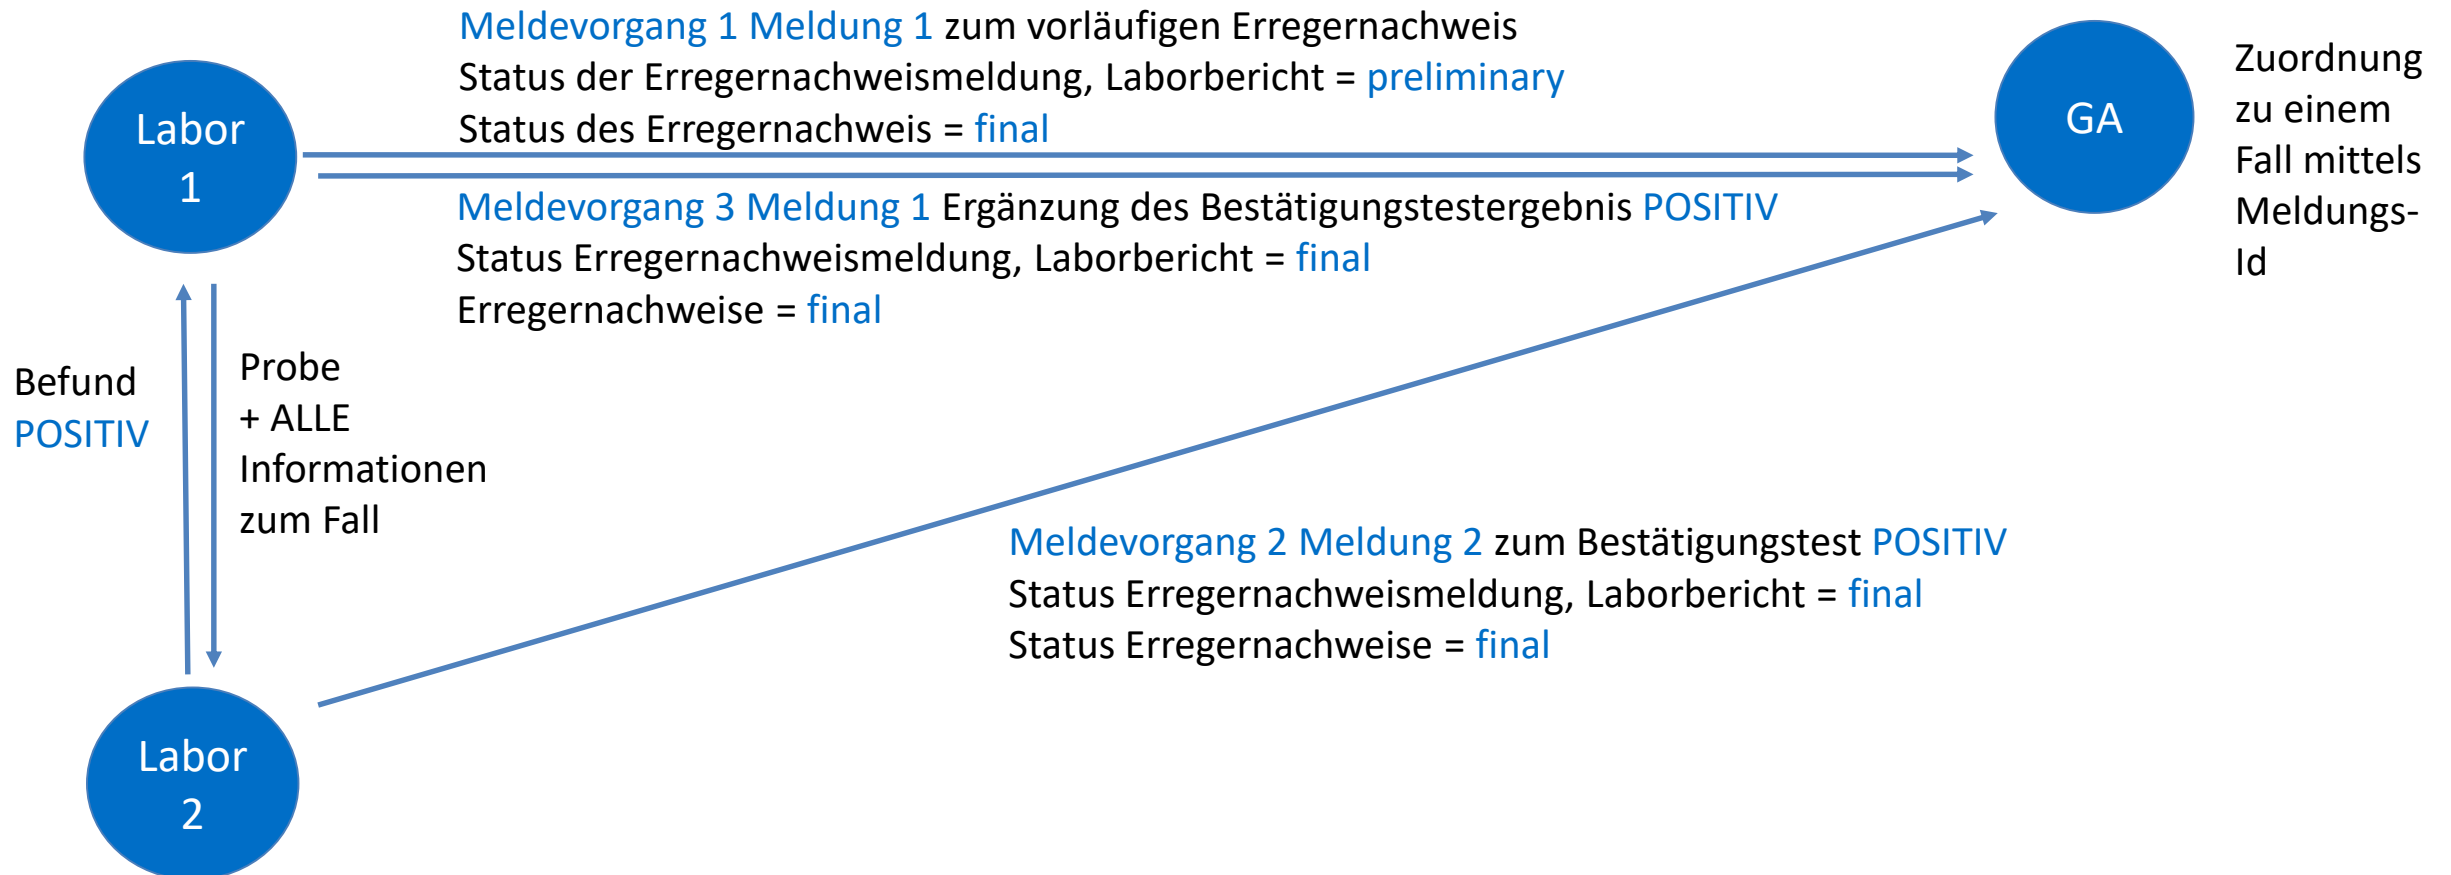 Meldevorgang 1 Meldung 1 zum vorläufigen Erregernachweis
Status der Erregernachweismeldung, Laborbericht = preliminary
Status des Erregernachweis = final
Labor
1
GA
Zuordnung
zu einem
Fall mittels
Meldungs-
Id
Meldevorgang 3 Meldung 1 Ergänzung des Bestätigungstestergebnis POSITIV
Status Erregernachweismeldung, Laborbericht = final
Erregernachweise = final
Befund
POSITIV
Probe
+ ALLE
Informationen
zum Fall
Meldevorgang 2 Meldung 2 zum Bestätigungstest POSITIV
Status Erregernachweismeldung, Laborbericht = final
Status Erregernachweise = final
Labor
2